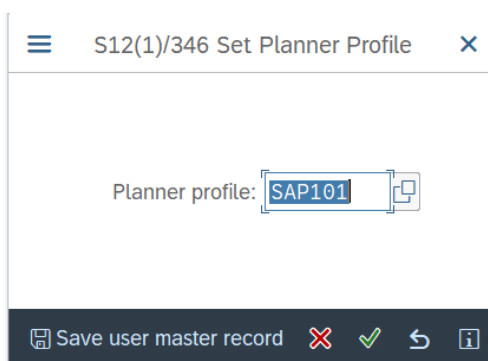 S12(1)/346 Set Planner Profile
Planner profile: SAP101
Save user master record